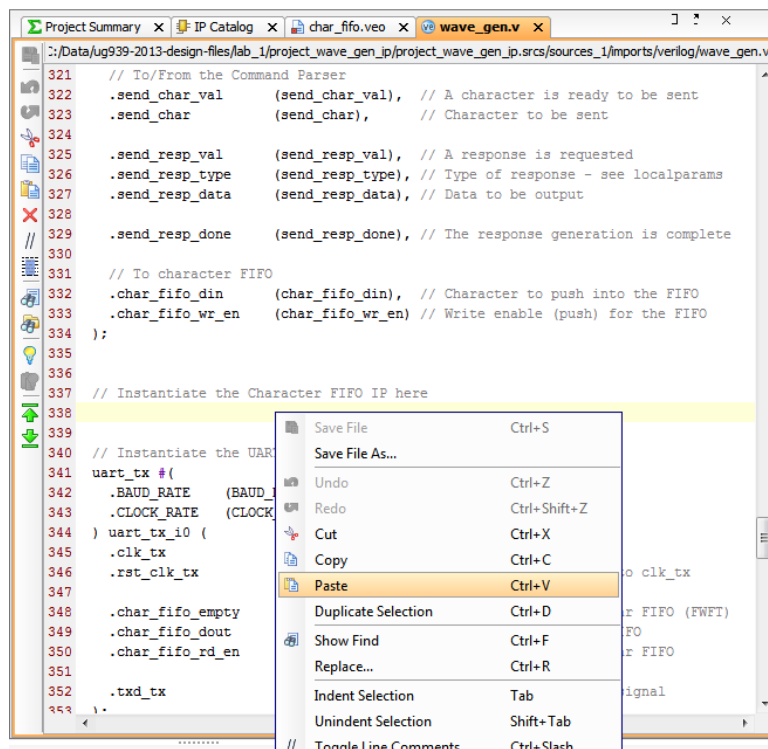 Σ Project Summary × IP Catalog × char_fifo.veo × wave_gen.v ×
:/Data/ug939-2013-design-files/lab_1/project_wave_gen_ip/project_wave_gen_ip.srcs/sources_1/imports/verilog/wave_gen.v
321 // To/From the Command Parser
322 .send_char_val (send_char_val), // A character is ready to be sent
323 .send_char (send_char), // Character to be sent
324
325 .send_resp_val (send_resp_val), // A response is requested
326 .send_resp_type (send_resp_type), // Type of response - see localparams
327 .send_resp_data (send_resp_data), // Data to be output
328
329 .send_resp_done (send_resp_done), // The response generation is complete
330
331 // To character FIFO
332 .char_fifo_din (char_fifo_din), // Character to push into the FIFO
333 .char_fifo_wr_en (char_fifo_wr_en) // Write enable (push) for the FIFO
334 );
335
336
337 // Instantiate the Character FIFO IP here
338
339
340 // Instantiate the UAR
341 uart_tx #(
342 .BAUD_RATE (BAUD_
343 .CLOCK_RATE (CLOCK
344 ) uart_tx_i0 (
345 .clk_tx
346 .rst_clk_tx o clk_tx
347
348 .char_fifo_empty r FIFO (FWFT)
349 .char_fifo_dout FO
350 .char_fifo_rd_en r FIFO
351
352 .txd_tx ignal
353 );
Save File Ctrl+S
Save File As...
Undo Ctrl+Z
Redo Ctrl+Shift+Z
Cut Ctrl+X
Copy Ctrl+C
Paste Ctrl+V
Duplicate Selection Ctrl+D
Show Find Ctrl+F
Replace... Ctrl+R
Indent Selection Tab
Unindent Selection Shift+Tab
// Toggle Line Comments Ctrl+Slash